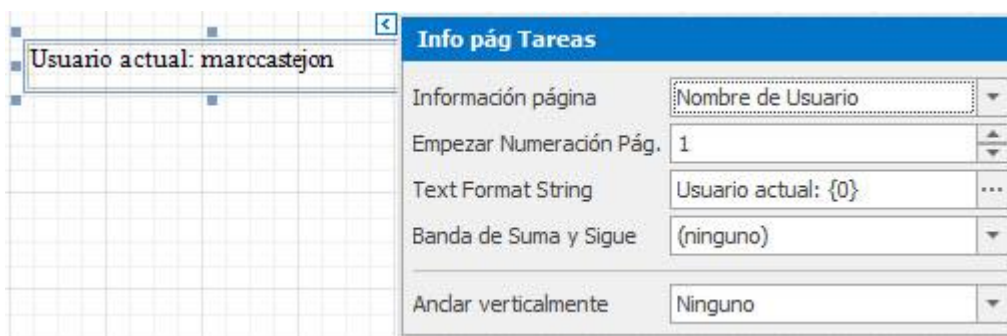 Usuario actual: marccastejon
Info pág Tareas
Información página Nombre de Usuario
Empezar Numeración Pág. 1
Text Format String Usuario actual: {0}
Banda de Suma y Sigue (ninguno)
Anclar verticalmente Ninguno